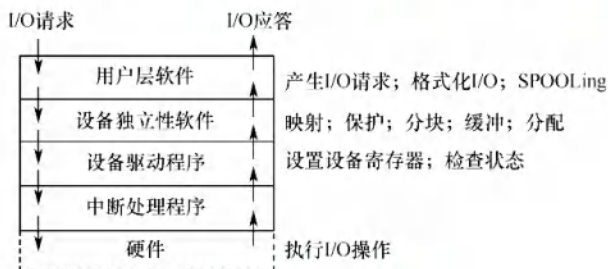 I/O请求 I/O应答
用户层软件 产生I/O请求；格式化I/O；SPOOLing
设备独立性软件 映射；保护；分块；缓冲；分配
设备驱动程序 设置设备寄存器；检查状态
中断处理程序
硬件 执行I/O操作